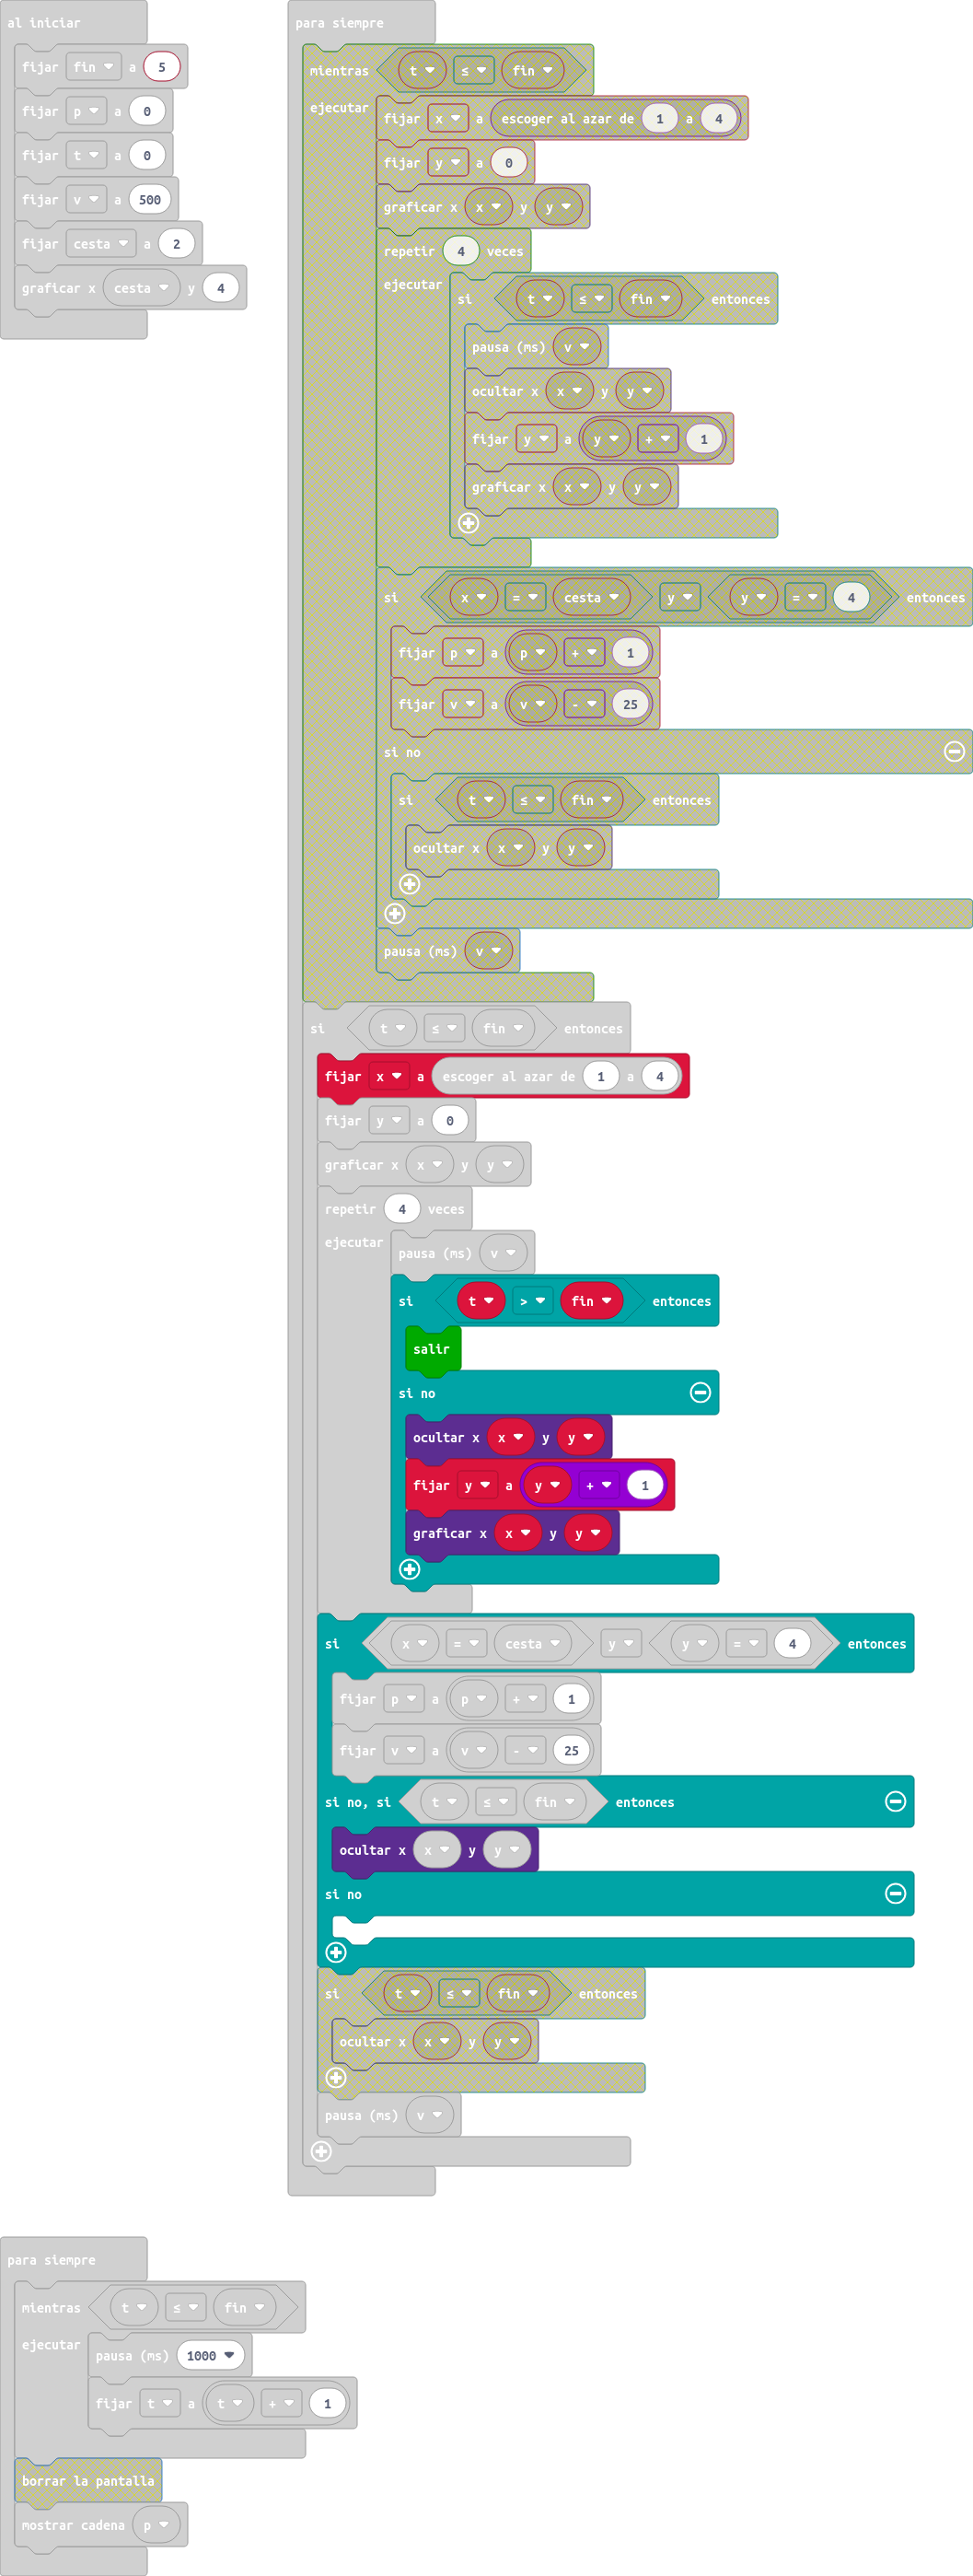 al iniciar
fijar fin a 5
fijar p a 0
fijar t a 0
fijar v a 500
fijar cesta a 2
graficar x cesta y 4
para siempre
mientras t ≤ fin
ejecutar
fijar x a escoger al azar de 1 a 4
fijar y a 0
graficar x x y y
repetir 4 veces
ejecutar
si t ≤ fin entonces
pausa (ms) v
ocultar x x y y
fijar y a y + 1
graficar x x y y
si x = cesta y y = 4 entonces
fijar p a p + 1
fijar v a v - 25
si no
si t ≤ fin entonces
ocultar x x y y
pausa (ms) v
si t ≤ fin entonces
fijar x a escoger al azar de 1 a 4
fijar y a 0
graficar x x y y
repetir 4 veces
ejecutar
pausa (ms) v
si t > fin entonces
salir
si no
ocultar x x y y
fijar y a y + 1
graficar x x y y
si x = cesta y y = 4 entonces
fijar p a p + 1
fijar v a v - 25
si no, si t ≤ fin entonces
ocultar x x y y
si no
si t ≤ fin entonces
ocultar x x y y
pausa (ms) v
para siempre
mientras t ≤ fin
ejecutar
pausa (ms) 1000
fijar t a t + 1
borrar la pantalla
mostrar cadena p